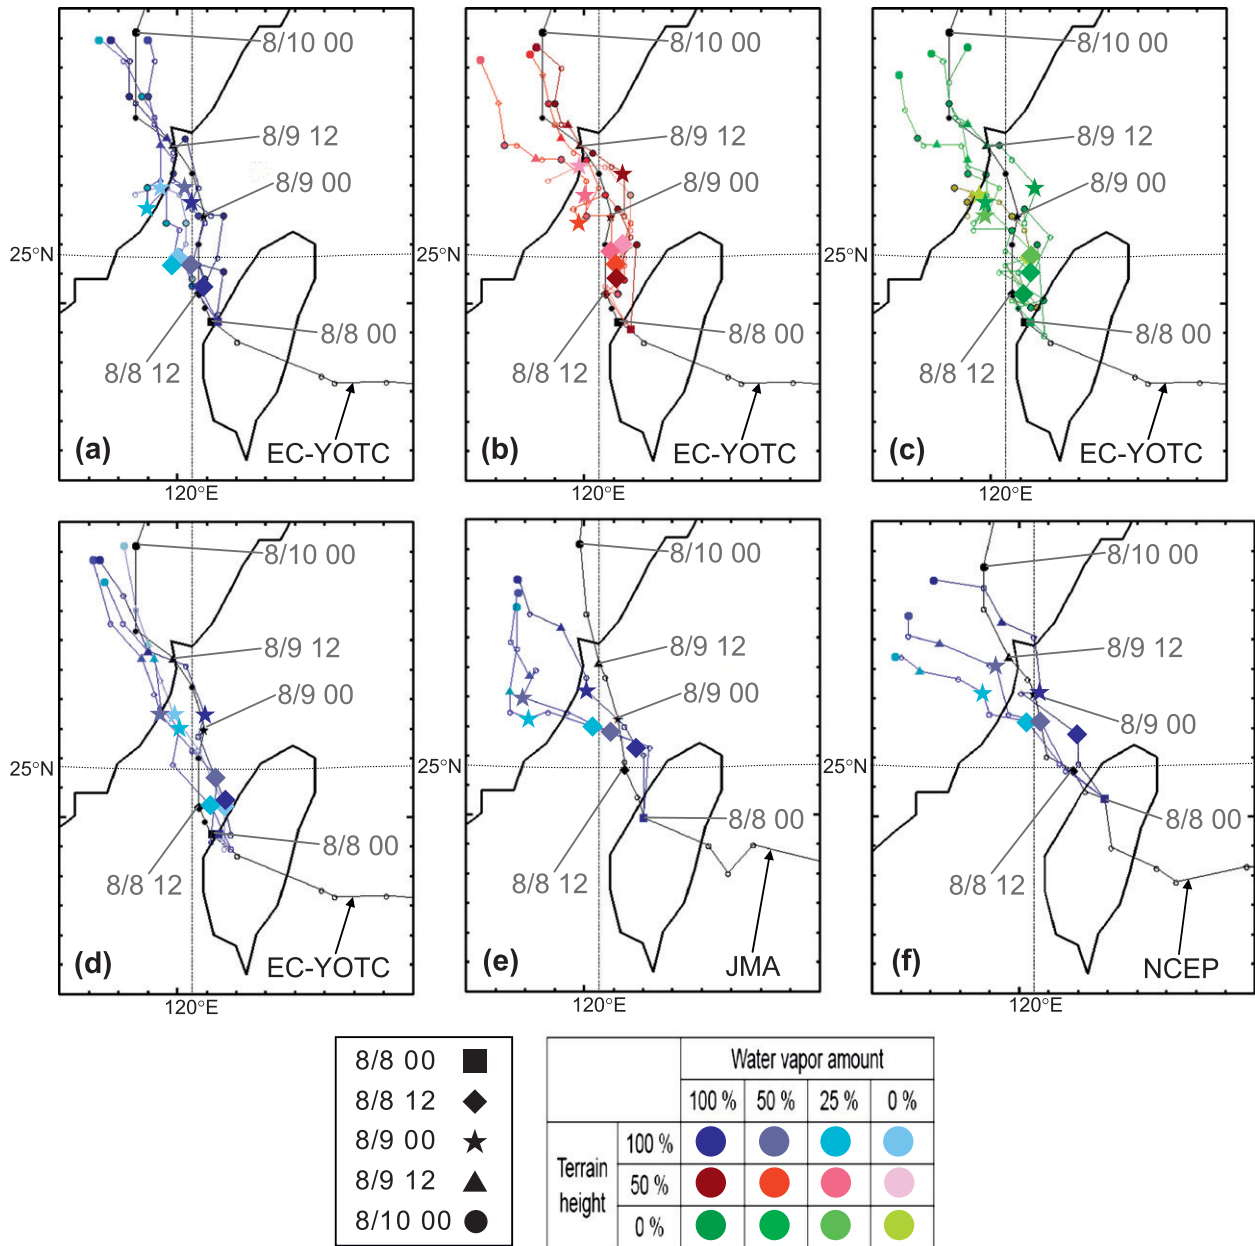 8/10 00
8/9 12
8/9 00
25°N
8/8 00
8/8 12
(a)
EC-YOTC
120°E
8/10 00
8/9 12
8/9 00
25°N
8/8 00
8/8 12
(b)
EC-YOTC
120°E
8/10 00
8/9 12
8/9 00
25°N
8/8 00
8/8 12
(c)
EC-YOTC
120°E
8/10 00
8/9 12
8/9 00
25°N
8/8 00
8/8 12
(d)
EC-YOTC
120°E
8/10 00
8/9 12
8/9 00
25°N
8/8 00
8/8 12
(e)
JMA
120°E
8/10 00
8/9 12
8/9 00
25°N
8/8 00
8/8 12
(f)
NCEP
120°E
8/8 00
8/8 12
8/9 00
8/9 12
8/10 00
Water vapor amount
100 % 50 % 25 % 0 %
Terrain height
100 %
50 %
0 %